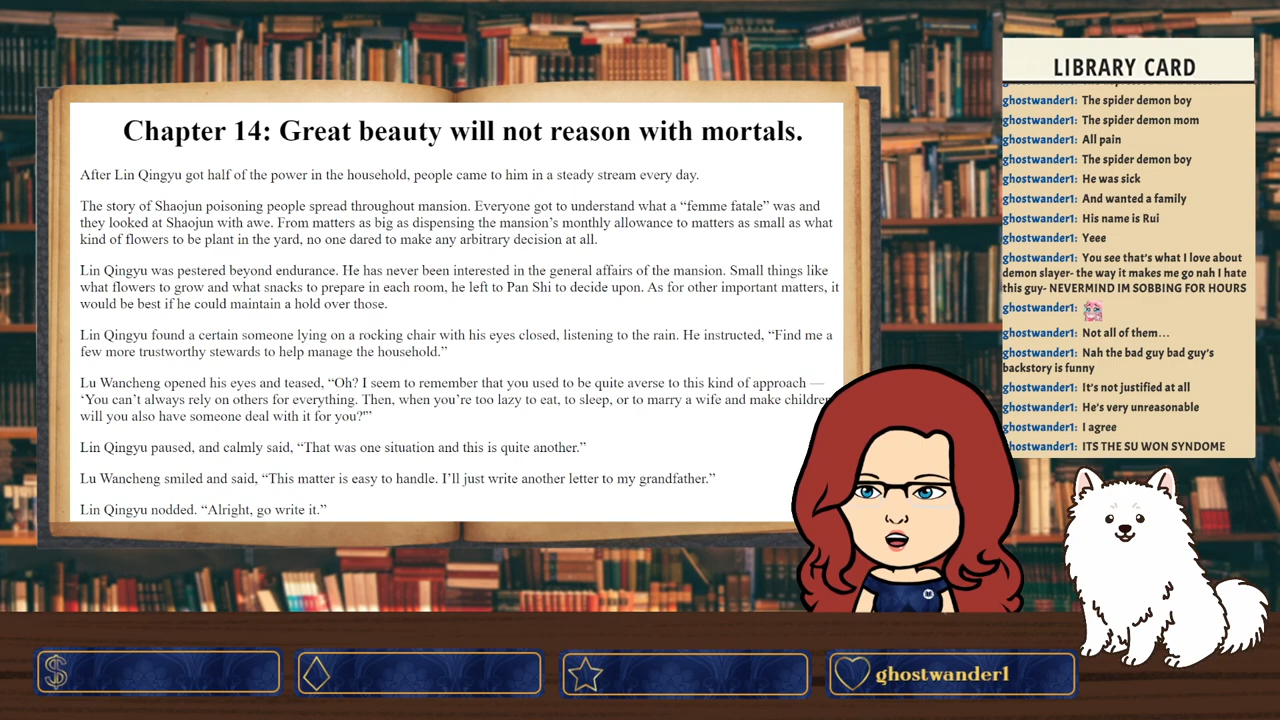 Chapter 14: Great beauty will not reason with mortals.
After Lin Qingyu got half of the power in the household, people came to him in a steady stream every day.
The story of Shaojun poisoning people spread throughout mansion. Everyone got to understand what a “femme fatale” was and
they looked at Shaojun with awe. From matters as big as dispensing the mansion’s monthly allowance to matters as small as what
kind of flowers to be plant in the yard, no one dared to make any arbitrary decision at all.
Lin Qingyu was pestered beyond endurance. He has never been interested in the general affairs of the mansion. Small things like
what flowers to grow and what snacks to prepare in each room, he left to Pan Shi to decide upon. As for other important matters, it
would be best if he could maintain a hold over those.
Lin Qingyu found a certain someone lying on a rocking chair with his eyes closed, listening to the rain. He instructed, “Find me a
few more trustworthy stewards to help manage the household.”
Lu Wancheng opened his eyes and teased, “Oh? I seem to remember that you used to be quite averse to this kind of approach —
‘You can’t always rely on others for everything. Then, when you’re too lazy to eat, to sleep, or to marry a wife and make children
will you also have someone deal with it for you?’”
Lin Qingyu paused, and calmly said, “That was one situation and this is quite another.”
Lu Wancheng smiled and said, “This matter is easy to handle. I’ll just write another letter to my grandfather.”
Lin Qingyu nodded. “Alright, go write it.”
LIBRARY CARD
ghostwander1: The spider demon boy
ghostwander1: The spider demon mom
ghostwander1: All pain
ghostwander1: The spider demon boy
ghostwander1: He was sick
ghostwander1: And wanted a family
ghostwander1: His name is Rui
ghostwander1: Yeee
ghostwander1: You see that’s what I love about
demon slayer- the way it makes me go nah I hate
this guy- NEVERMIND IM SOBBING FOR HOURS
ghostwander1:
ghostwander1: Not all of them…
ghostwander1: Nah the bad guy bad guy’s
backstory is funny
ghostwander1: It’s not justified at all
ghostwander1: He’s very unreasonable
ghostwander1: I agree
ghostwander1: ITS THE SU WON SYNDOME
$
ghostwander1